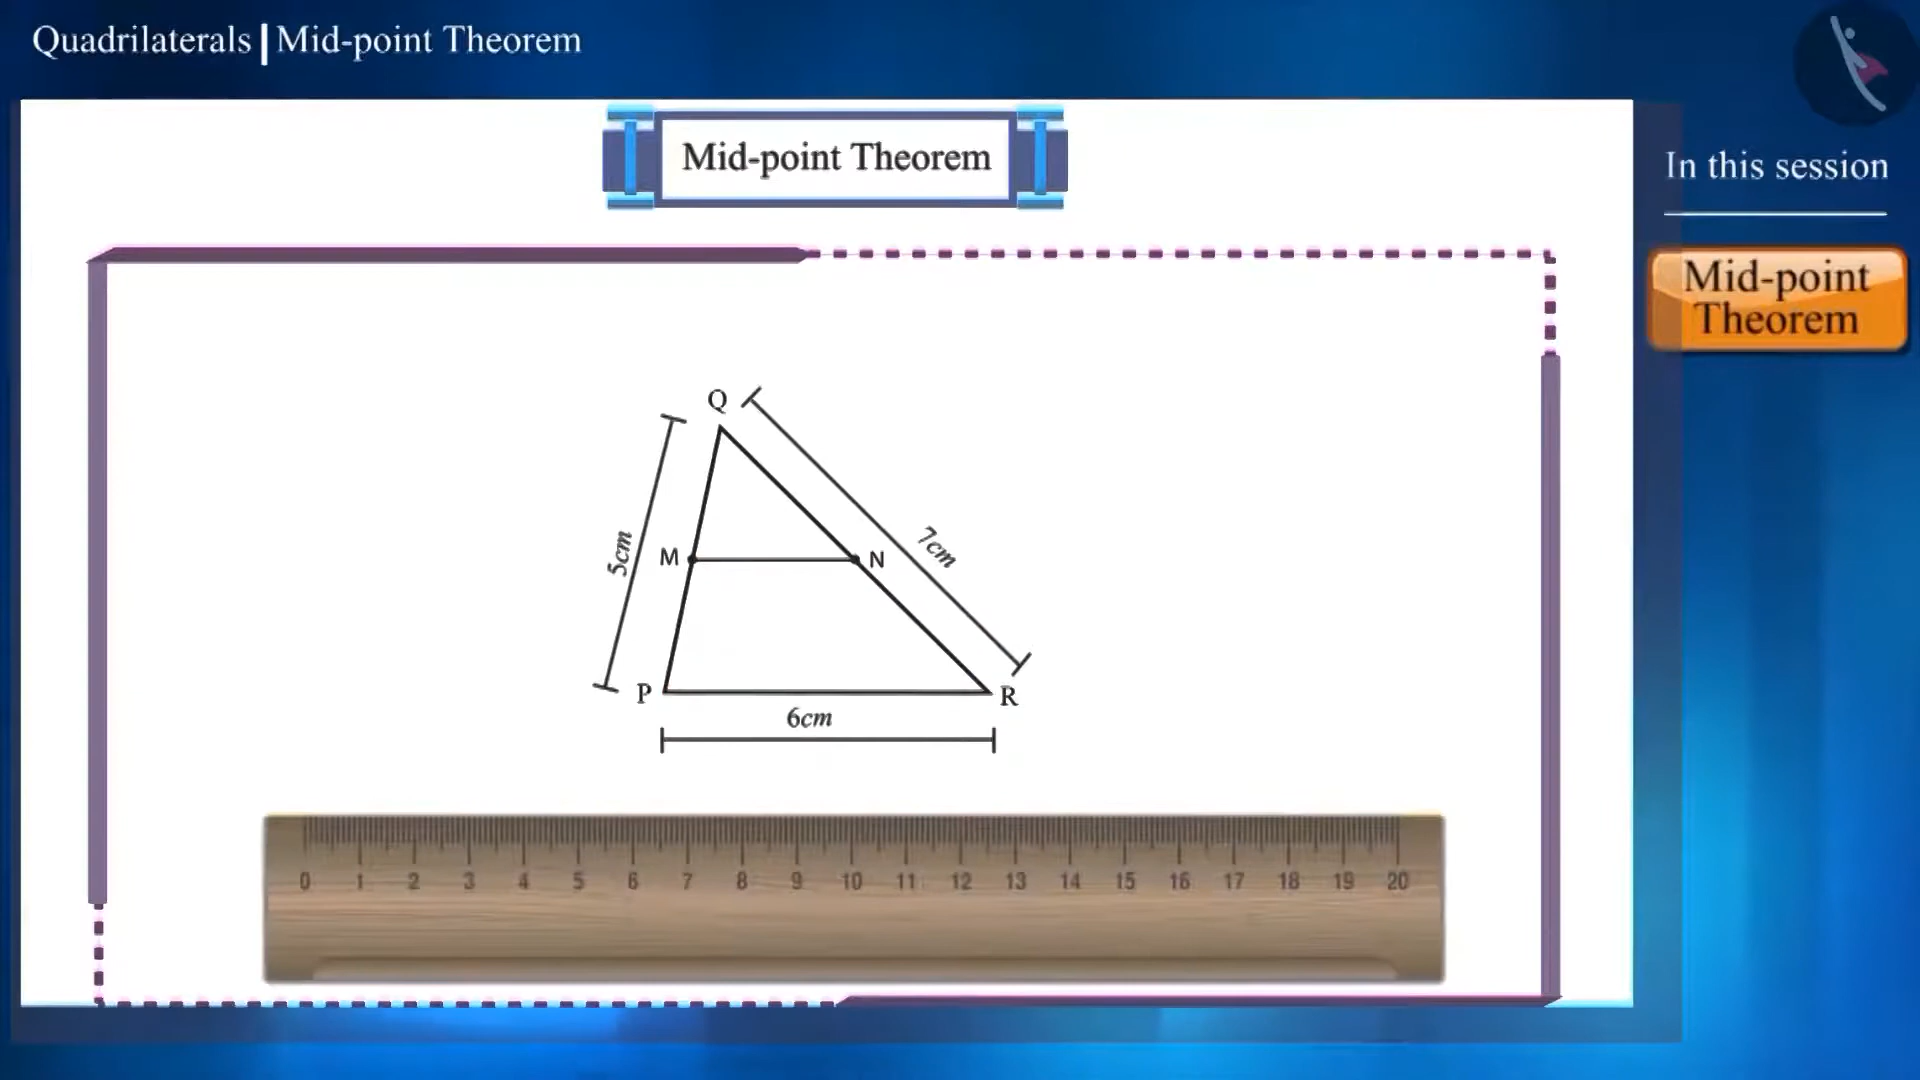 Quadrilaterals | Mid-point Theorem
Mid-point Theorem
In this session
Mid-point
Theorem
Q
5cm
7cm
M
N
P
R
6cm
0 1 2 3 4 5 6 7 8 9 10 11 12 13 14 15 16 17 18 19 20